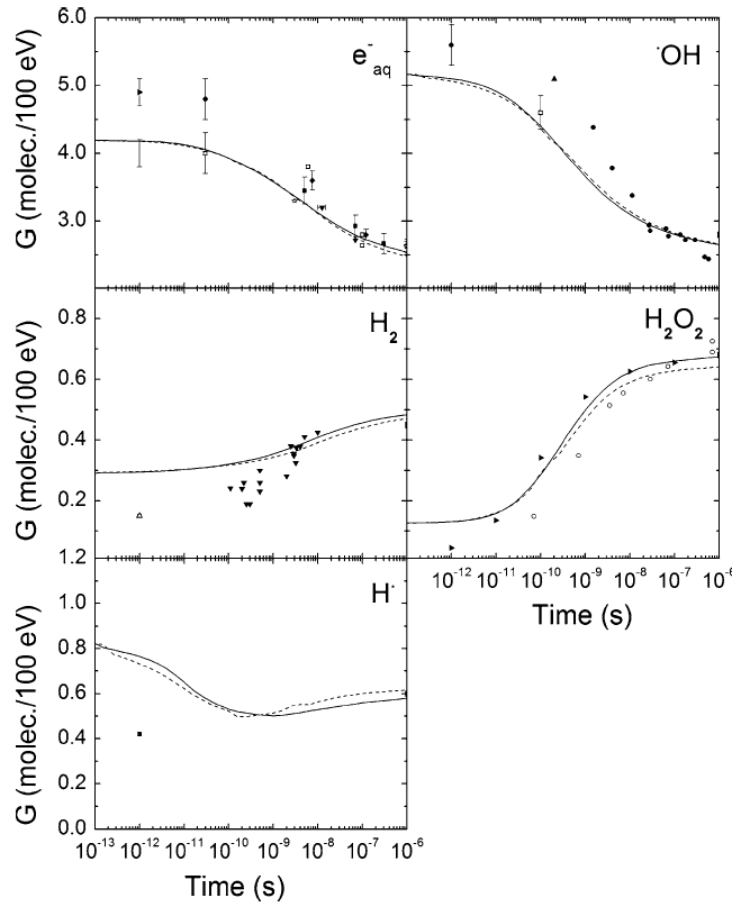 6.0
5.0
4.0
3.0
G (molec./100 eV)
e⁻aq
·OH
0.8
0.6
0.4
0.2
G (molec./100 eV)
H₂
H₂O₂
1.2
1.0
0.8
0.6
0.4
0.2
0.0
G (molec./100 eV)
H·
10⁻¹² 10⁻¹¹ 10⁻¹⁰ 10⁻⁹ 10⁻⁸ 10⁻⁷ 10⁻⁶
Time (s)
10⁻¹³ 10⁻¹² 10⁻¹¹ 10⁻¹⁰ 10⁻⁹ 10⁻⁸ 10⁻⁷ 10⁻⁶
Time (s)